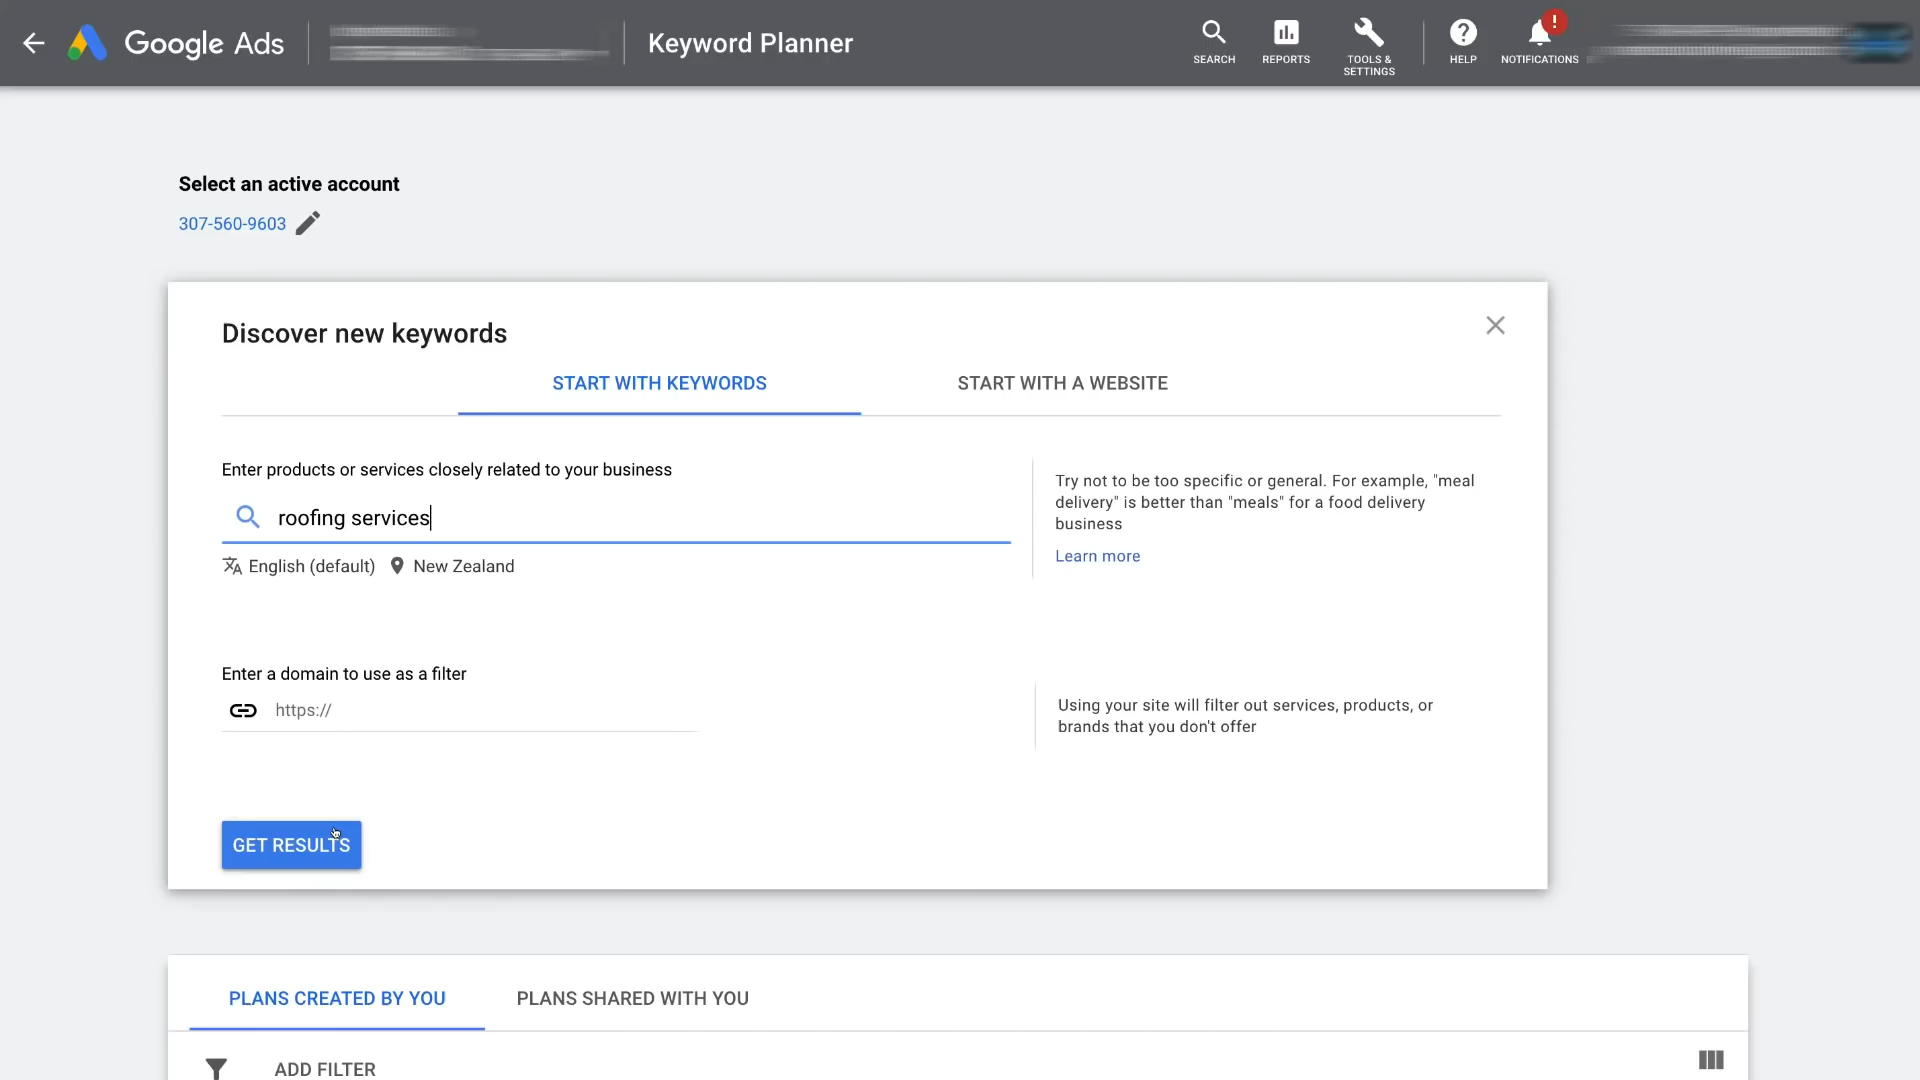 Google Ads
Keyword Planner
SEARCH
REPORTS
TOOLS &
SETTINGS
HELP
!
NOTIFICATIONS
Select an active account
307-560-9603
Discover new keywords
START WITH KEYWORDS
START WITH A WEBSITE
Enter products or services closely related to your business
roofing services
English (default)
New Zealand
Try not to be too specific or general. For example, "meal
delivery" is better than "meals" for a food delivery
business
Learn more
Enter a domain to use as a filter
https://
Using your site will filter out services, products, or
brands that you don't offer
GET RESULTS
PLANS CREATED BY YOU
PLANS SHARED WITH YOU
ADD FILTER